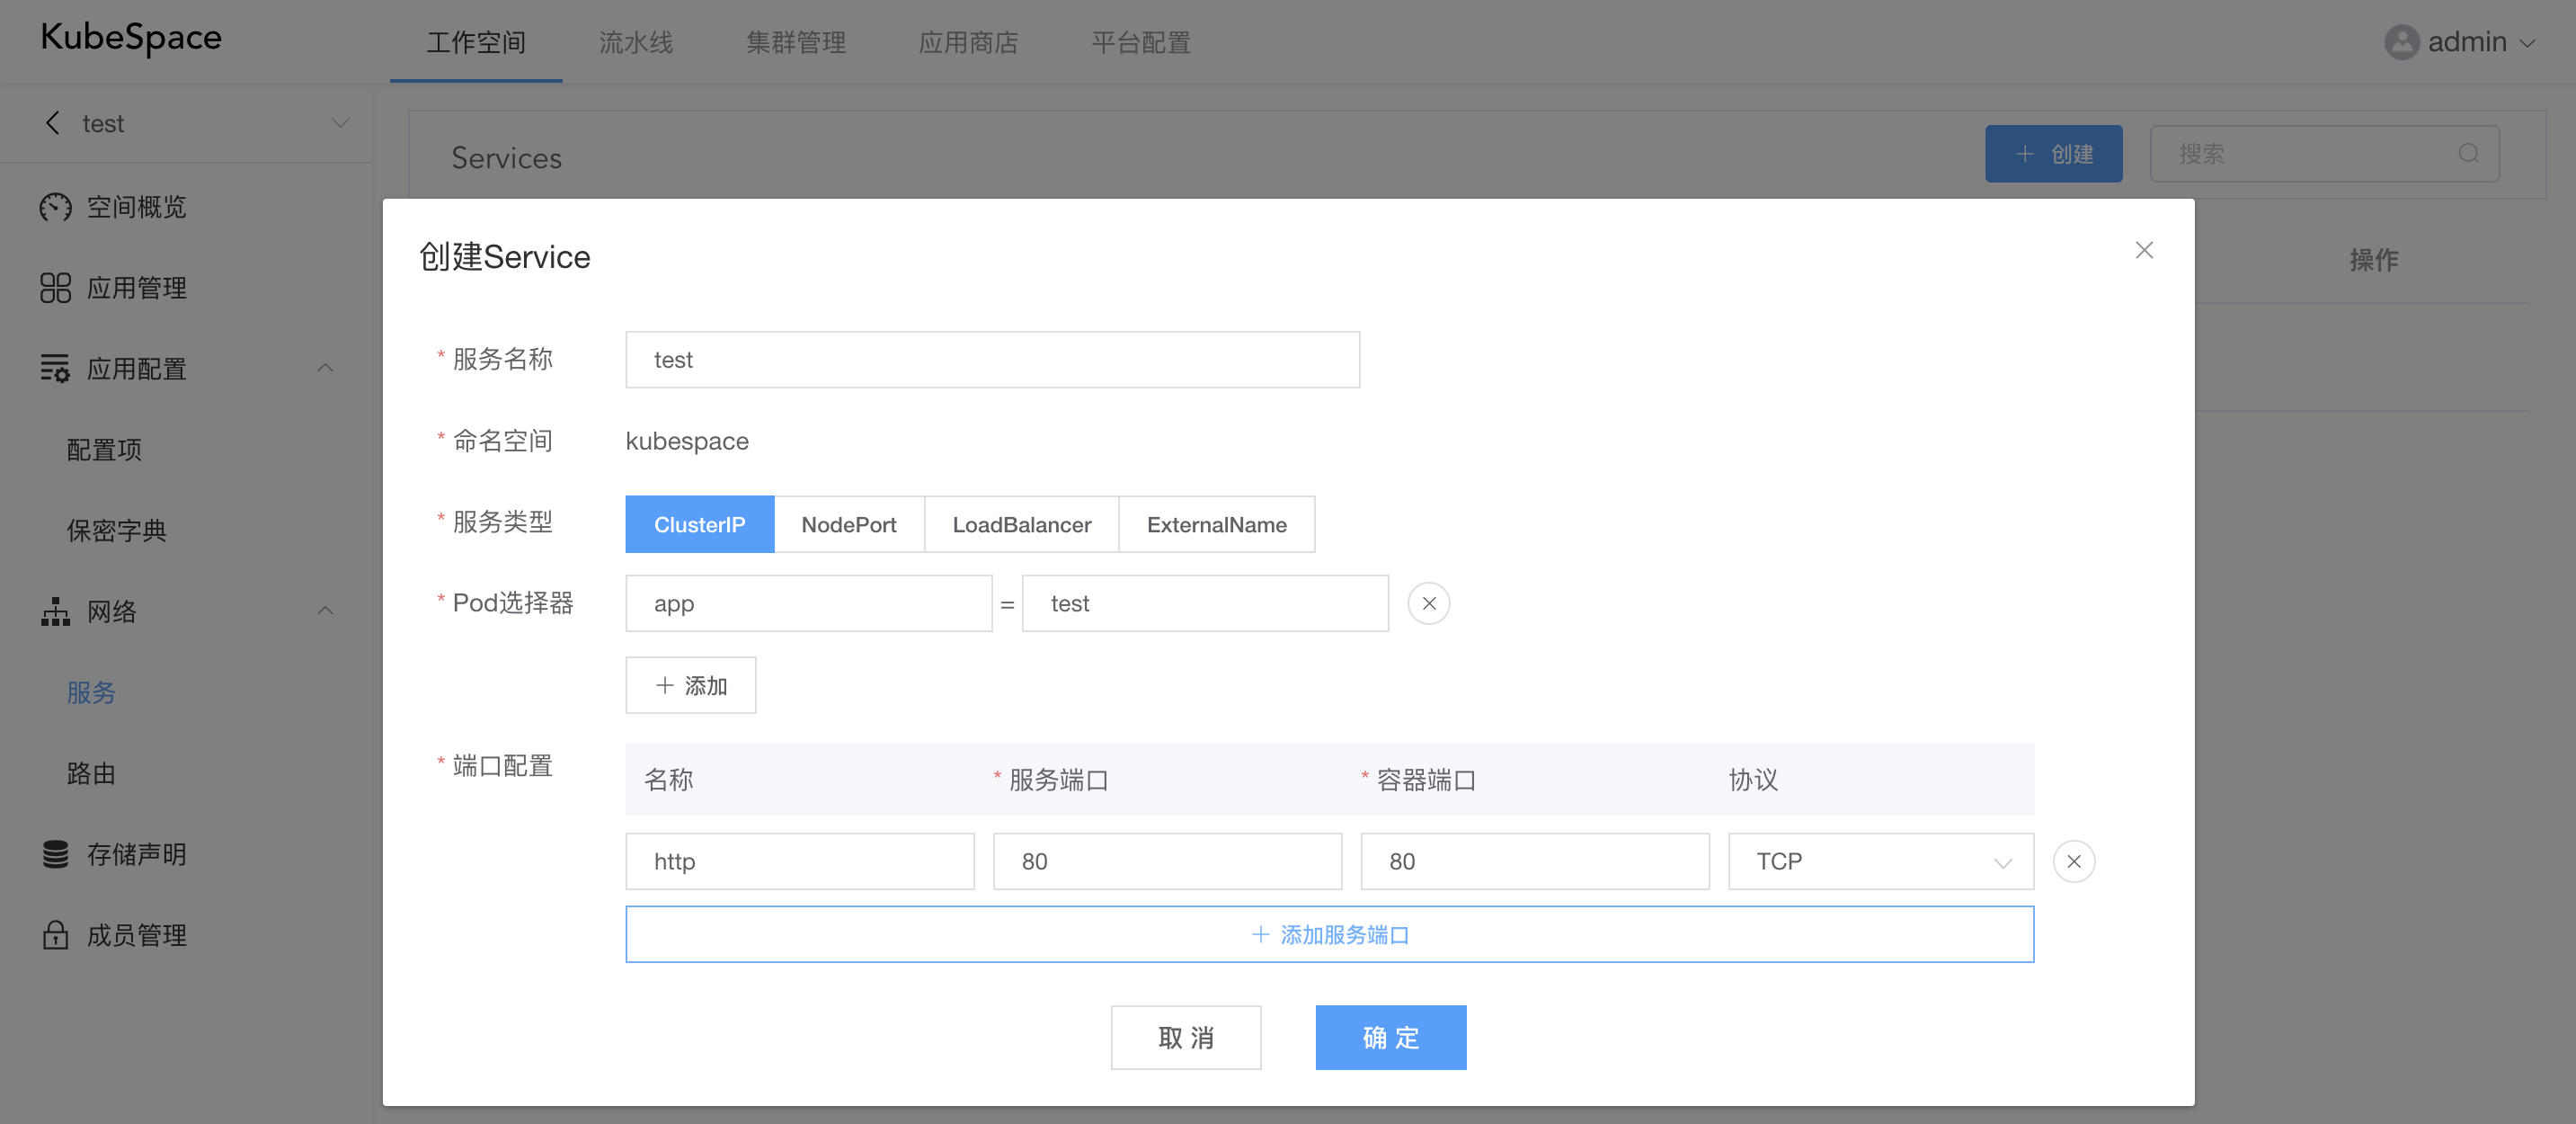 KubeSpace
工作空间 流水线 集群管理 应用商店 平台配置 admin
test
空间概览
应用管理
应用配置
配置项
保密字典
网络
服务
路由
存储声明
成员管理
Services + 创建 搜索
操作
创建Service
* 服务名称 test
* 命名空间 kubespace
* 服务类型 ClusterIP NodePort LoadBalancer ExternalName
* Pod选择器 app = test
+ 添加
* 端口配置 名称 * 服务端口 * 容器端口 协议
http 80 80 TCP
+ 添加服务端口
取 消 确 定